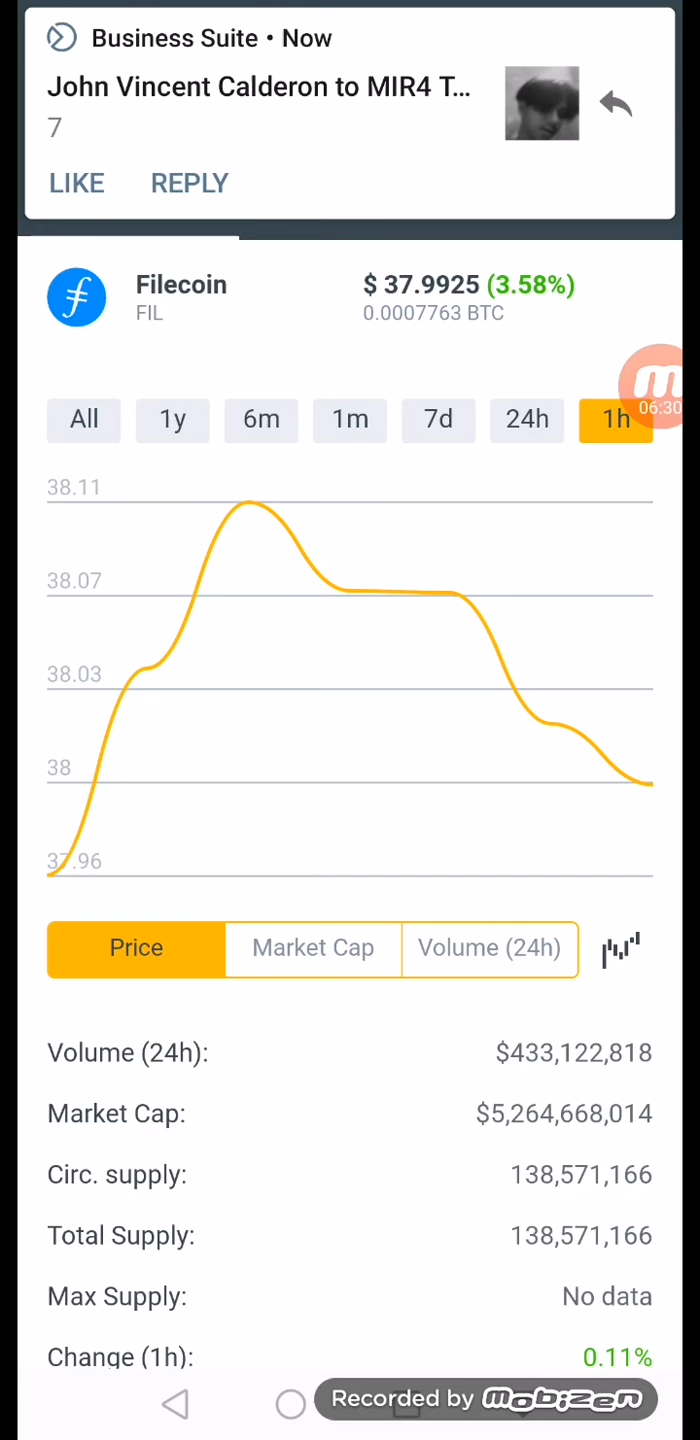 Business Suite • Now
John Vincent Calderon to MIR4 T...
7
LIKE REPLY
Filecoin
$ 37.9925 (3.58%)
FIL
0.0007763 BTC
06:30
All 1y 6m 1m 7d 24h 1h
38.11
38.07
38.03
38
37.96
Price Market Cap Volume (24h)
Volume (24h): $433,122,818
Market Cap: $5,264,668,014
Circ. supply: 138,571,166
Total Supply: 138,571,166
Max Supply: No data
Change (1h): 0.11%
Recorded by mobizen